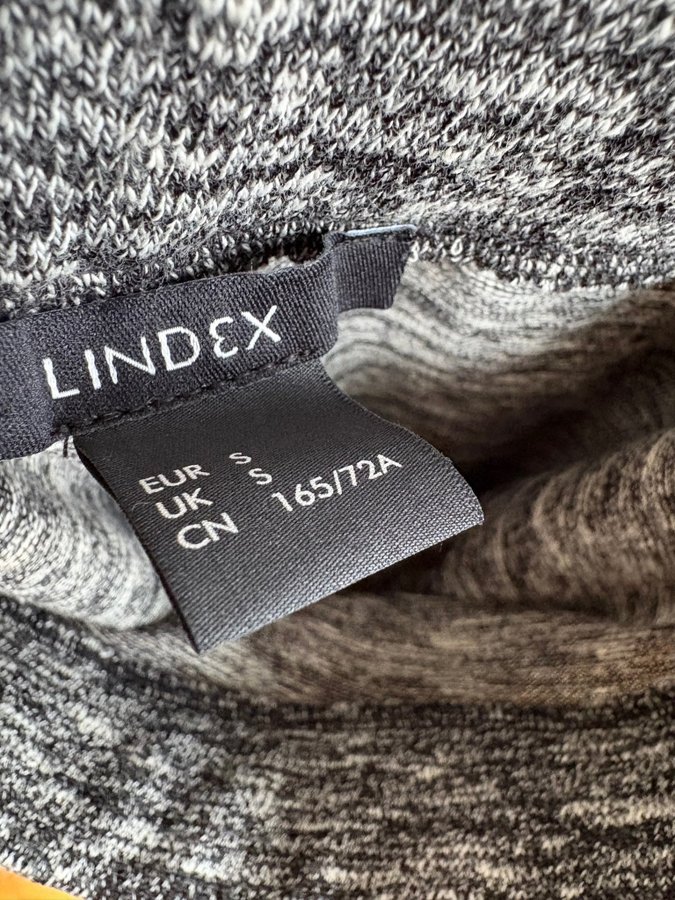 LINDEX
EUR S
UK S
CN 165/72A